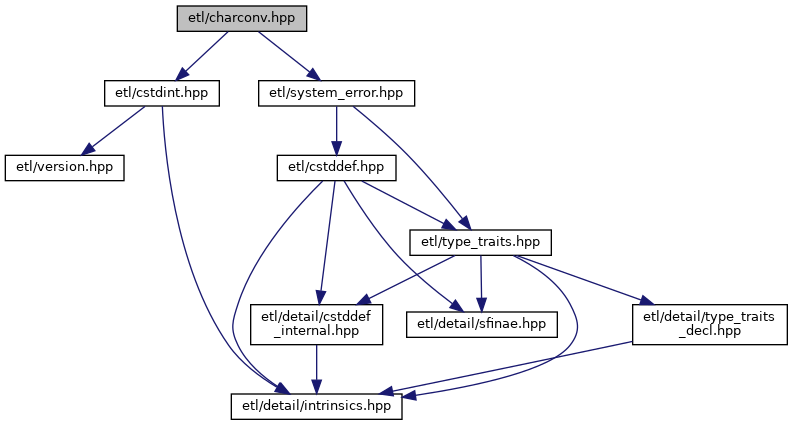 etl/charconv.hpp
etl/cstdint.hpp
etl/system_error.hpp
etl/version.hpp
etl/cstddef.hpp
etl/type_traits.hpp
etl/detail/cstddef
_internal.hpp
etl/detail/sfinae.hpp
etl/detail/type_traits
_decl.hpp
etl/detail/intrinsics.hpp